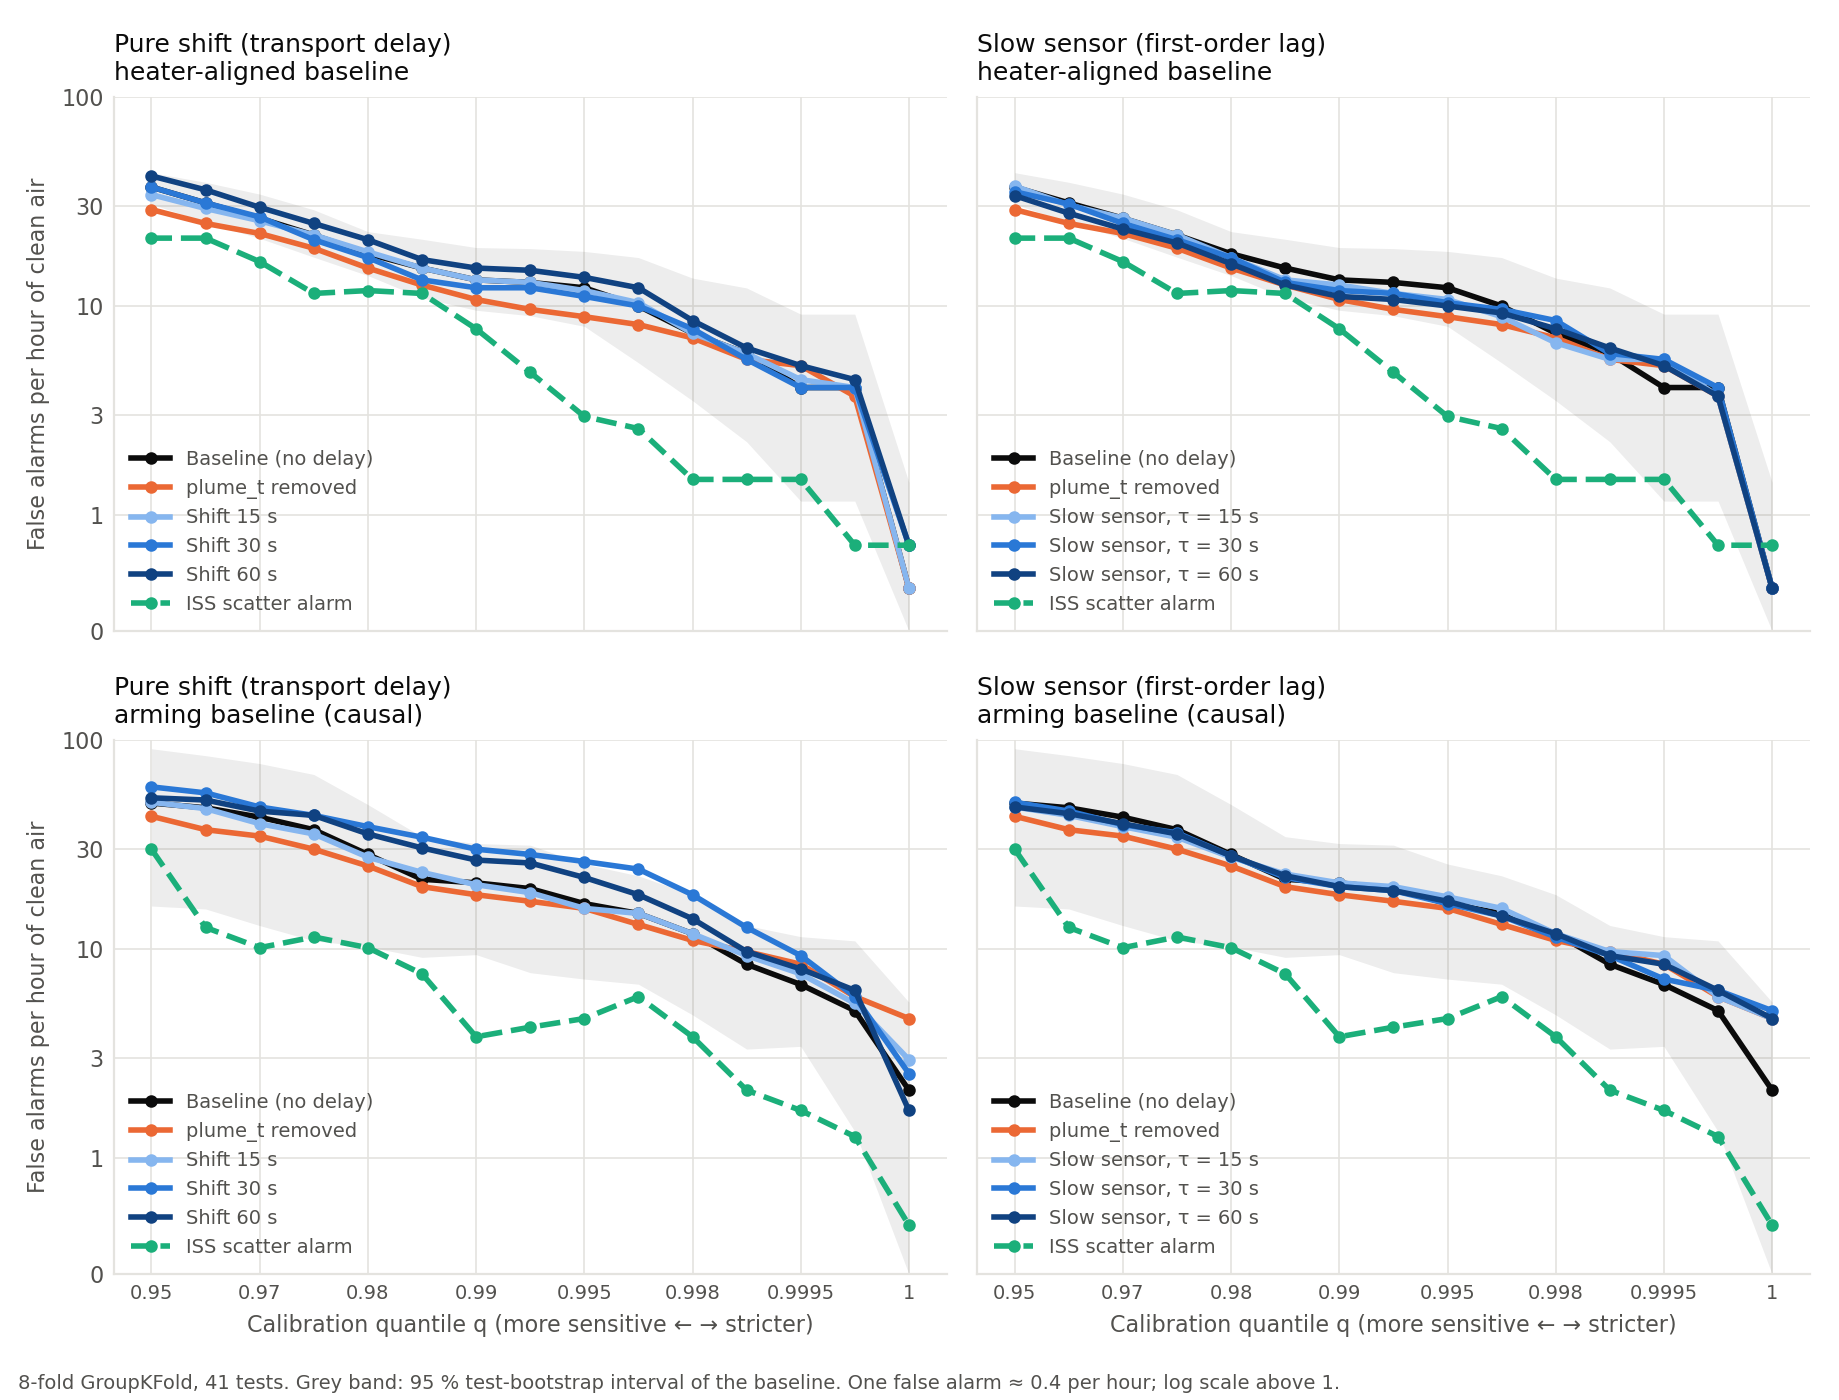 Pure shift (transport delay)
heater-aligned baseline
Slow sensor (first-order lag)
heater-aligned baseline
False alarms per hour of clean air
100
30
10
3
1
0
Baseline (no delay)
plume_t removed
Shift 15 s
Shift 30 s
Shift 60 s
ISS scatter alarm
Baseline (no delay)
plume_t removed
Slow sensor, τ = 15 s
Slow sensor, τ = 30 s
Slow sensor, τ = 60 s
ISS scatter alarm
Pure shift (transport delay)
arming baseline (causal)
Slow sensor (first-order lag)
arming baseline (causal)
False alarms per hour of clean air
100
30
10
3
1
0
Baseline (no delay)
plume_t removed
Shift 15 s
Shift 30 s
Shift 60 s
ISS scatter alarm
Baseline (no delay)
plume_t removed
Slow sensor, τ = 15 s
Slow sensor, τ = 30 s
Slow sensor, τ = 60 s
ISS scatter alarm
0.95 0.97 0.98 0.99 0.995 0.998 0.9995 1
0.95 0.97 0.98 0.99 0.995 0.998 0.9995 1
Calibration quantile q (more sensitive ← → stricter)
Calibration quantile q (more sensitive ← → stricter)
8-fold GroupKFold, 41 tests. Grey band: 95 % test-bootstrap interval of the baseline. One false alarm ≈ 0.4 per hour; log scale above 1.